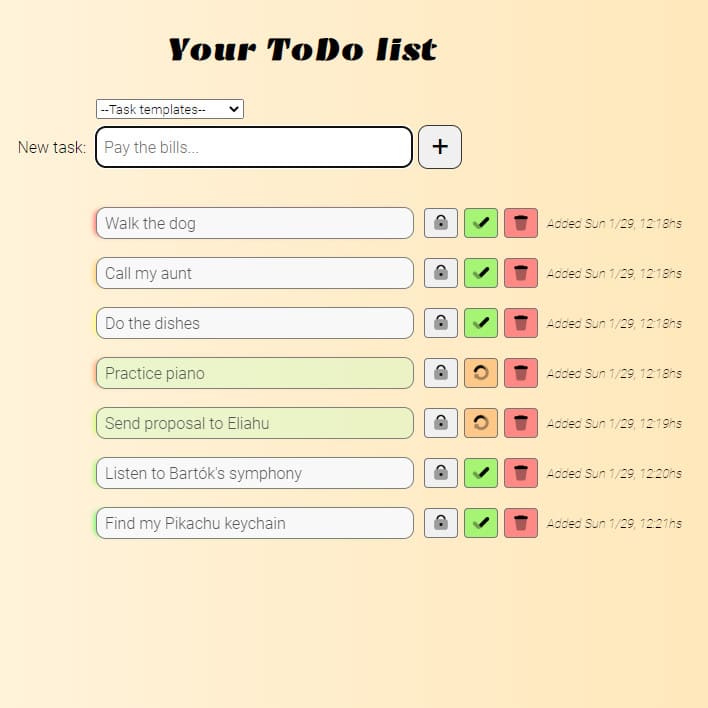 Your ToDo list
--Task templates--
New task: Pay the bills... +
Walk the dog Added Sun 1/29, 12:18hs
Call my aunt Added Sun 1/29, 12:18hs
Do the dishes Added Sun 1/29, 12:18hs
Practice piano Added Sun 1/29, 12:18hs
Send proposal to Eliahu Added Sun 1/29, 12:19hs
Listen to Bartók's symphony Added Sun 1/29, 12:20hs
Find my Pikachu keychain Added Sun 1/29, 12:21hs